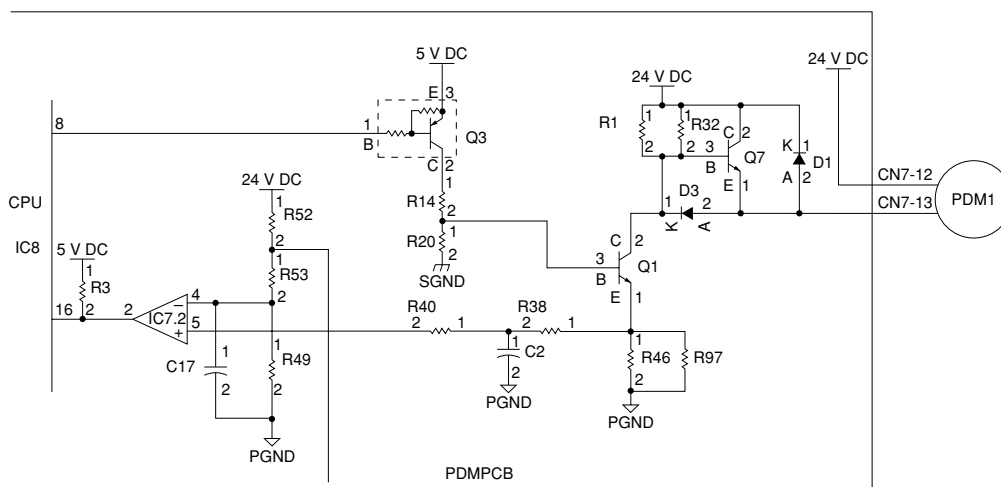 5 V DC
24 V DC
24 V DC
E 3
8
1
B
Q3
C 2
1
R14
2
R20
1
2
SGND
R1
1
2
1
R32
2
3
B
C 2
Q7
E
1
K 1
D1
A 2
CN7-12
CN7-13
PDM1
D3
1
2
K
A
C
2
3
B
Q1
E
1
CPU
IC8
24 V DC
1
R52
2
1
R53
2
5 V DC
1
R3
2
16
2
IC7.2
−
+
4
5
R40
2
1
R38
2
1
1
C2
2
PGND
C17
1
2
1
R49
2
PGND
1
R46
2
R97
PGND
PDMPCB